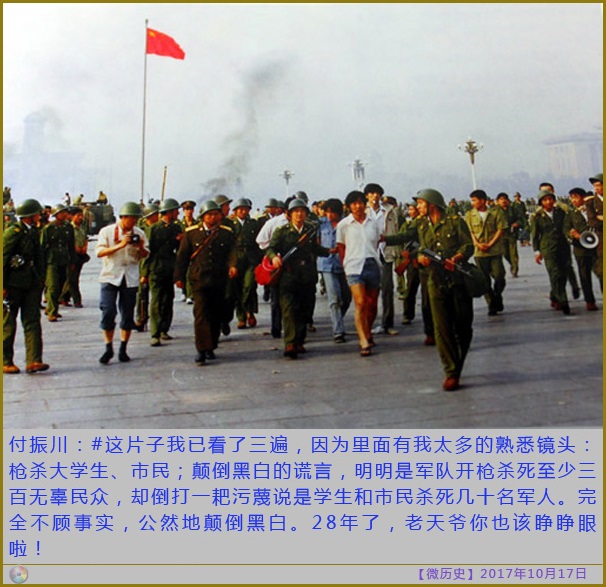 付振川：#这片子我已看了三遍，因为里面有我太多的熟悉镜头：
枪杀大学生、市民；颠倒黑白的谎言，明明是军队开枪杀死至少三
百无辜民众，却倒打一耙污蔑说是学生和市民杀死几十名军人。完
全不顾事实，公然地颠倒黑白。28年了，老天爷你也该睁睁眼
啦！
【微历史】2017年10月17日